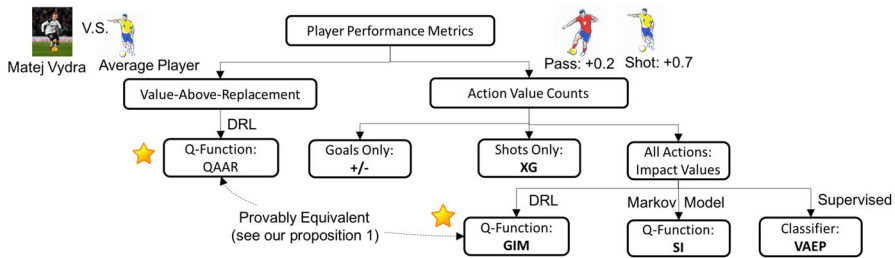 V.S.
Player Performance Metrics
Matej Vydra
Average Player
Pass: +0.2
Shot: +0.7
Value-Above-Replacement
Action Value Counts
DRL
Q-Function:
QAAR
Goals Only:
+/-
Shots Only:
XG
All Actions:
Impact Values
Provably Equivalent
(see our proposition 1)
DRL
Markov Model
Supervised
Q-Function:
GIM
Q-Function:
SI
Classifier:
VAEP